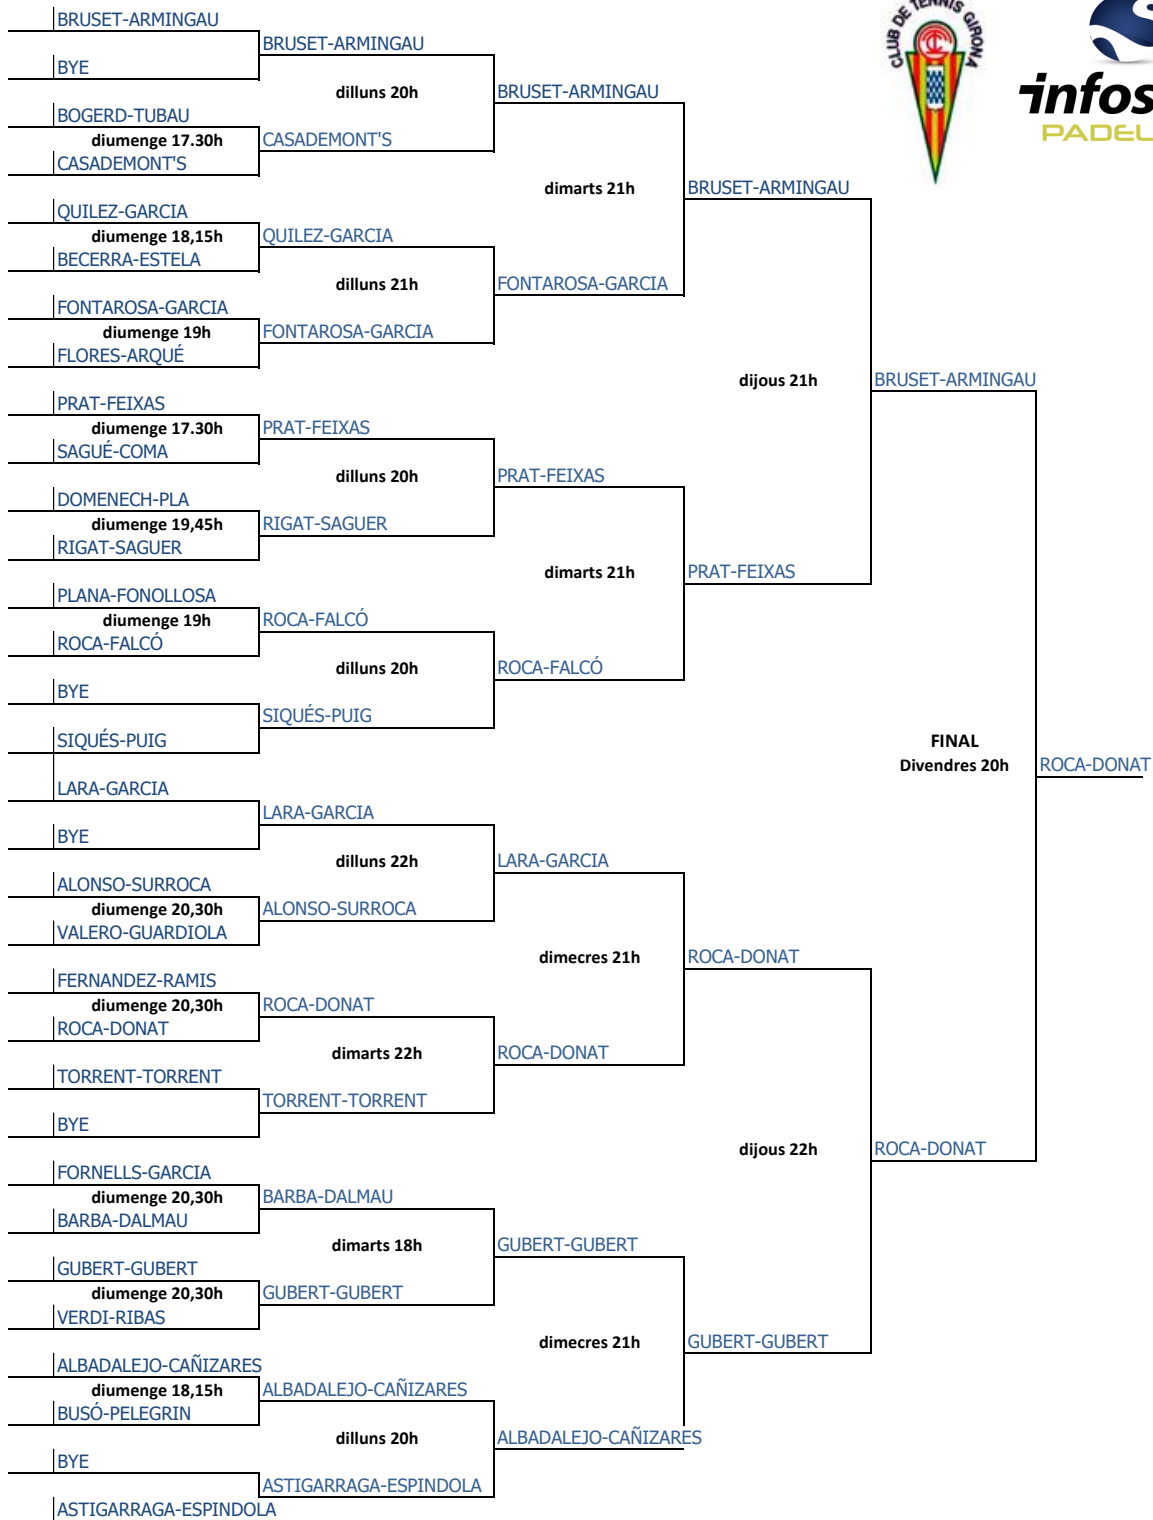 CLUB DE TENNIS GIRONA
infos
PADEL
BRUSET-ARMINGAU
BRUSET-ARMINGAU
BYE
dilluns 20h
BRUSET-ARMINGAU
BOGERD-TUBAU
diumenge 17.30h
CASADEMONT'S
CASADEMONT'S
dimarts 21h
BRUSET-ARMINGAU
QUILEZ-GARCIA
diumenge 18,15h
QUILEZ-GARCIA
BECERRA-ESTELA
dilluns 21h
FONTAROSA-GARCIA
FONTAROSA-GARCIA
diumenge 19h
FONTAROSA-GARCIA
FLORES-ARQUÉ
dijous 21h
BRUSET-ARMINGAU
PRAT-FEIXAS
diumenge 17.30h
PRAT-FEIXAS
SAGUÉ-COMA
dilluns 20h
PRAT-FEIXAS
DOMENECH-PLA
diumenge 19,45h
RIGAT-SAGUER
RIGAT-SAGUER
dimarts 21h
PRAT-FEIXAS
PLANA-FONOLLOSA
diumenge 19h
ROCA-FALCÓ
ROCA-FALCÓ
dilluns 20h
ROCA-FALCÓ
BYE
SIQUÉS-PUIG
SIQUÉS-PUIG
FINAL
Divendres 20h
ROCA-DONAT
LARA-GARCIA
LARA-GARCIA
BYE
dilluns 22h
LARA-GARCIA
ALONSO-SURROCA
diumenge 20,30h
ALONSO-SURROCA
VALERO-GUARDIOLA
dimecres 21h
ROCA-DONAT
FERNANDEZ-RAMIS
diumenge 20,30h
ROCA-DONAT
ROCA-DONAT
dimarts 22h
ROCA-DONAT
TORRENT-TORRENT
TORRENT-TORRENT
BYE
dijous 22h
ROCA-DONAT
FORNELLS-GARCIA
diumenge 20,30h
BARBA-DALMAU
BARBA-DALMAU
dimarts 18h
GUBERT-GUBERT
GUBERT-GUBERT
diumenge 20,30h
GUBERT-GUBERT
VERDI-RIBAS
dimecres 21h
GUBERT-GUBERT
ALBADALEJO-CAÑIZARES
diumenge 18,15h
ALBADALEJO-CAÑIZARES
BUSÓ-PELEGRIN
dilluns 20h
ALBADALEJO-CAÑIZARES
BYE
ASTIGARRAGA-ESPINDOLA
ASTIGARRAGA-ESPINDOLA